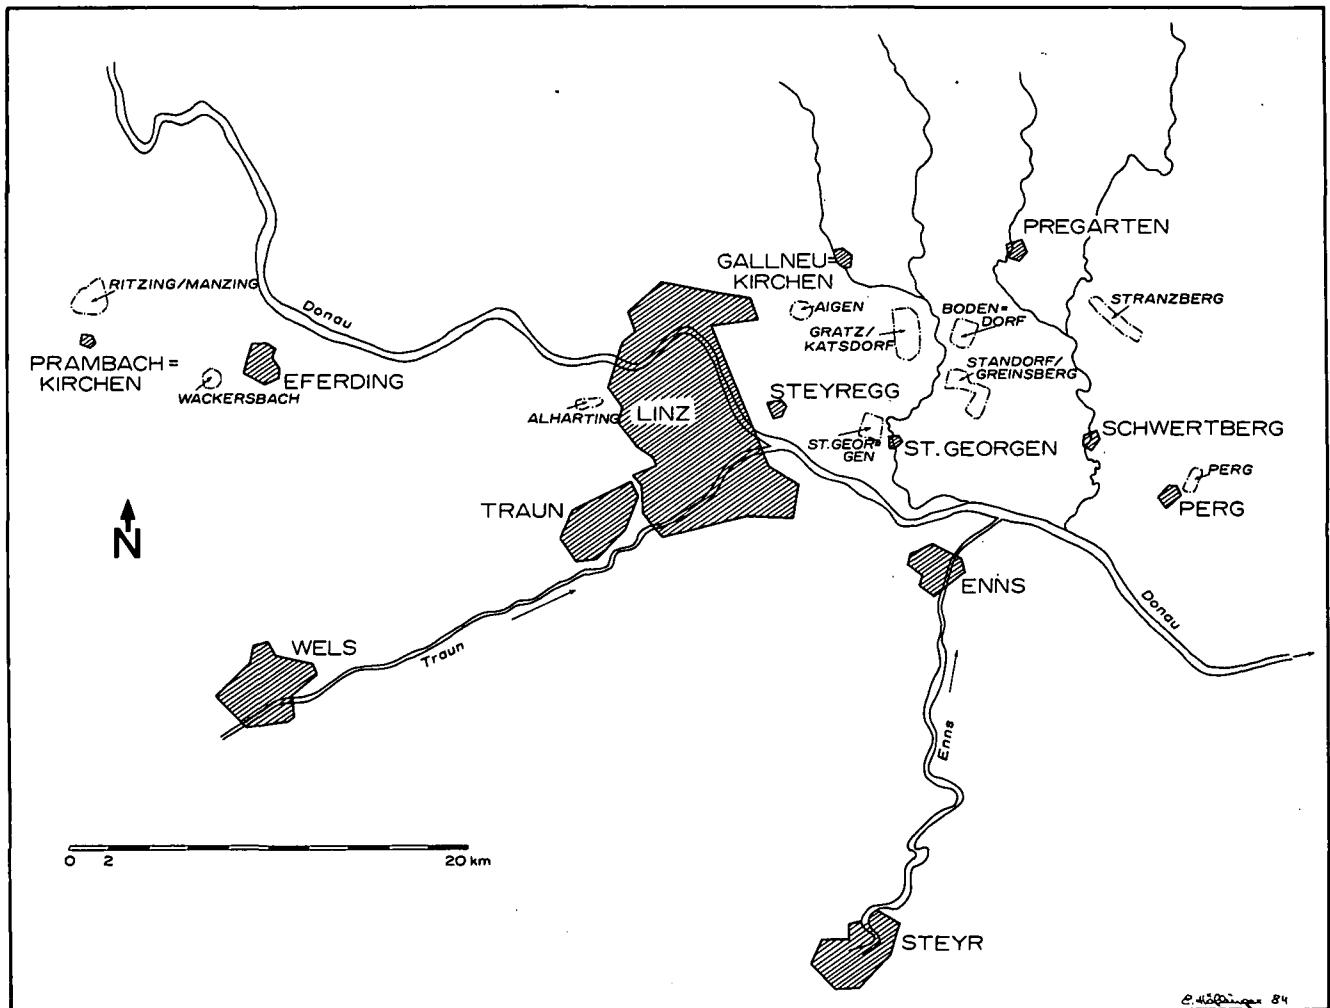 PREGARTEN
GALLNEU=
KIRCHEN
RITZING/MANZING
AIGEN
BODEN=
DORF
STRANZBERG
Donau
GRATZ/
KATSDORF
PRAMBACH=
KIRCHEN
EFERDING
WACKERSBACH
STANDORF/
GREINSBERG
STEYREGG
ALHARTING
LINZ
ST.GEOR=
GEN
ST. GEORGEN
SCHWERTBERG
PERG
PERG
TRAUN
N
ENNS
Donau
WELS
Traun
Enns
0 2 20 km
STEYR
84